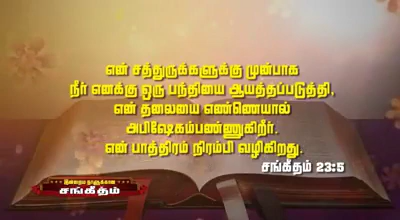 என் சத்துருக்களுக்கு முன்பாக
நீர் எனக்கு ஒரு பந்தியை ஆயத்தப்படுத்தி,
என் தலையை எண்ணெயால்
அபிஷேகம்பண்ணுகிறீர்.
என் பாத்திரம் நிரம்பி வழிகிறது.
சங்கீதம் 23:5
இன்றைய நாளுக்கான
சங்கீதம்